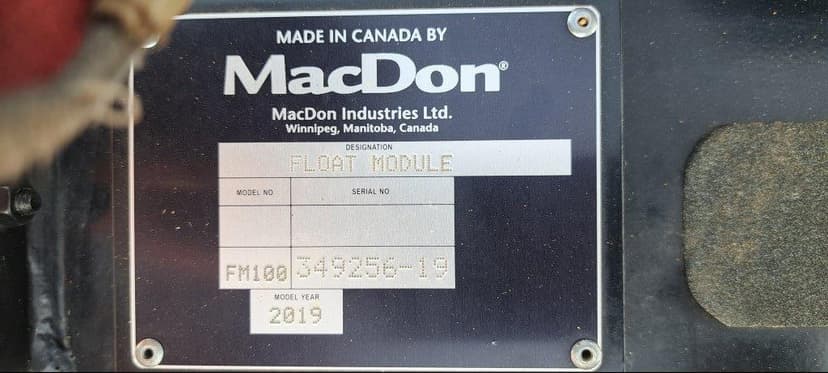 MADE IN CANADA BY
MacDon®
MacDon Industries Ltd.
Winnipeg, Manitoba, Canada
DESIGNATION
FLOAT MODULE
MODEL NO SERIAL NO
FM100 349256-19
MODEL YEAR
2019